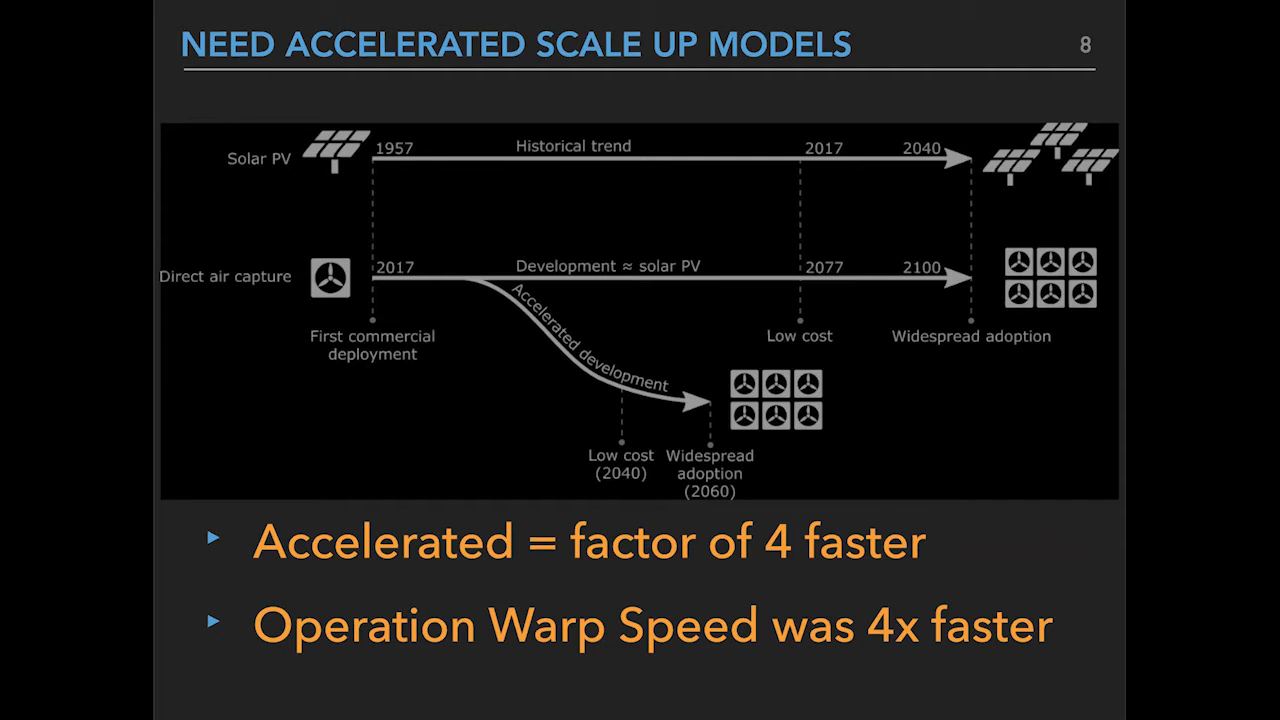 NEED ACCELERATED SCALE UP MODELS
8
Solar PV
1957
Historical trend
2017
2040
Direct air capture
2017
Development ≈ solar PV
2077
2100
Accelerated development
First commercial
deployment
Low cost
Widespread adoption
Low cost
(2040)
Widespread
adoption
(2060)
‣ Accelerated = factor of 4 faster
‣ Operation Warp Speed was 4x faster